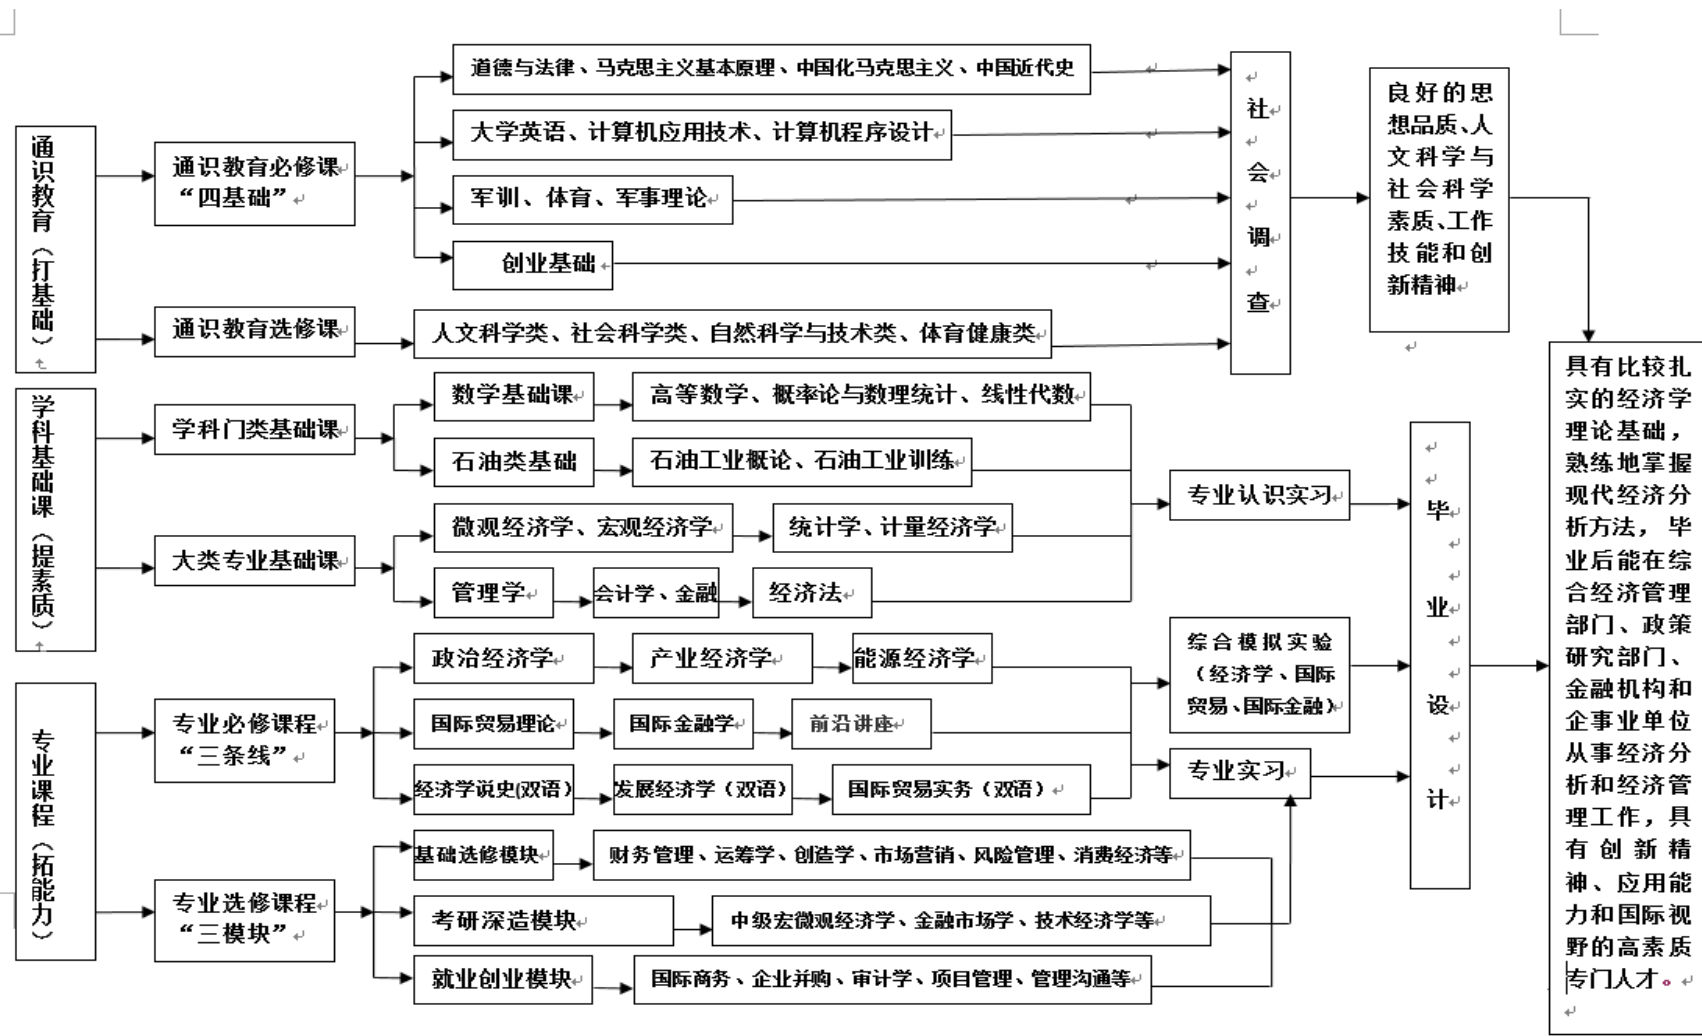 通识教育（打基础）
通识教育必修课
“四基础”
道德与法律、马克思主义基本原理、中国化马克思主义、中国近代史
大学英语、计算机应用技术、计算机程序设计
军训、体育、军事理论
创业基础
通识教育选修课
人文科学类、社会科学类、自然科学与技术类、体育健康类
社会调查
良好的思
想品质、人
文科学与
社会科学
素质、工作
技能和创
新精神
学科基础课（提素质）
学科门类基础课
数学基础课
高等数学、概率论与数理统计、线性代数
石油类基础
石油工业概论、石油工业训练
大类专业基础课
微观经济学、宏观经济学
统计学、计量经济学
管理学
会计学、金融
经济法
专业认识实习
专业课程（拓能力）
专业必修课程
“三条线”
政治经济学
产业经济学
能源经济学
国际贸易理论
国际金融学
前沿讲座
经济学说史(双语)
发展经济学（双语）
国际贸易实务（双语）
综合模拟实验
（经济学、国际
贸易、国际金融）
专业实习
专业选修课程
“三模块”
基础选修模块
财务管理、运筹学、创造学、市场营销、风险管理、消费经济等
考研深造模块
中级宏微观经济学、金融市场学、技术经济学等
就业创业模块
国际商务、企业并购、审计学、项目管理、管理沟通等
毕业设计
具有比较扎
实的经济学
理论基础，
熟练地掌握
现代经济分
析方法，毕
业后能在综
合经济管理
部门、政策
研究部门、
金融机构和
企事业单位
从事经济分
析和经济管
理工作，具
有创新精
神、应用能
力和国际视
野的高素质
专门人才。